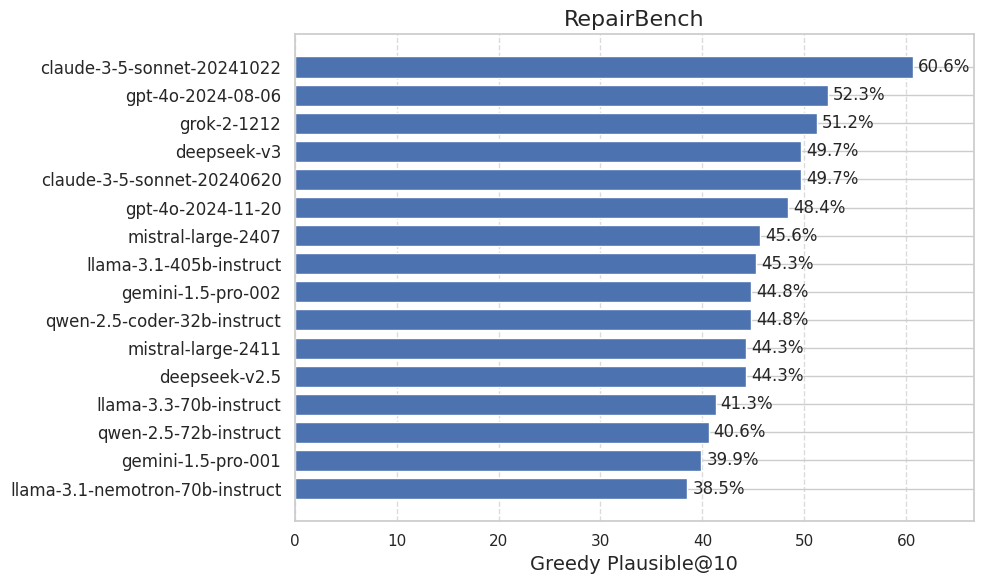 RepairBench
claude-3-5-sonnet-20241022 60.6%
gpt-4o-2024-08-06 52.3%
grok-2-1212 51.2%
deepseek-v3 49.7%
claude-3-5-sonnet-20240620 49.7%
gpt-4o-2024-11-20 48.4%
mistral-large-2407 45.6%
llama-3.1-405b-instruct 45.3%
gemini-1.5-pro-002 44.8%
qwen-2.5-coder-32b-instruct 44.8%
mistral-large-2411 44.3%
deepseek-v2.5 44.3%
llama-3.3-70b-instruct 41.3%
qwen-2.5-72b-instruct 40.6%
gemini-1.5-pro-001 39.9%
llama-3.1-nemotron-70b-instruct 38.5%
0 10 20 30 40 50 60
Greedy Plausible@10